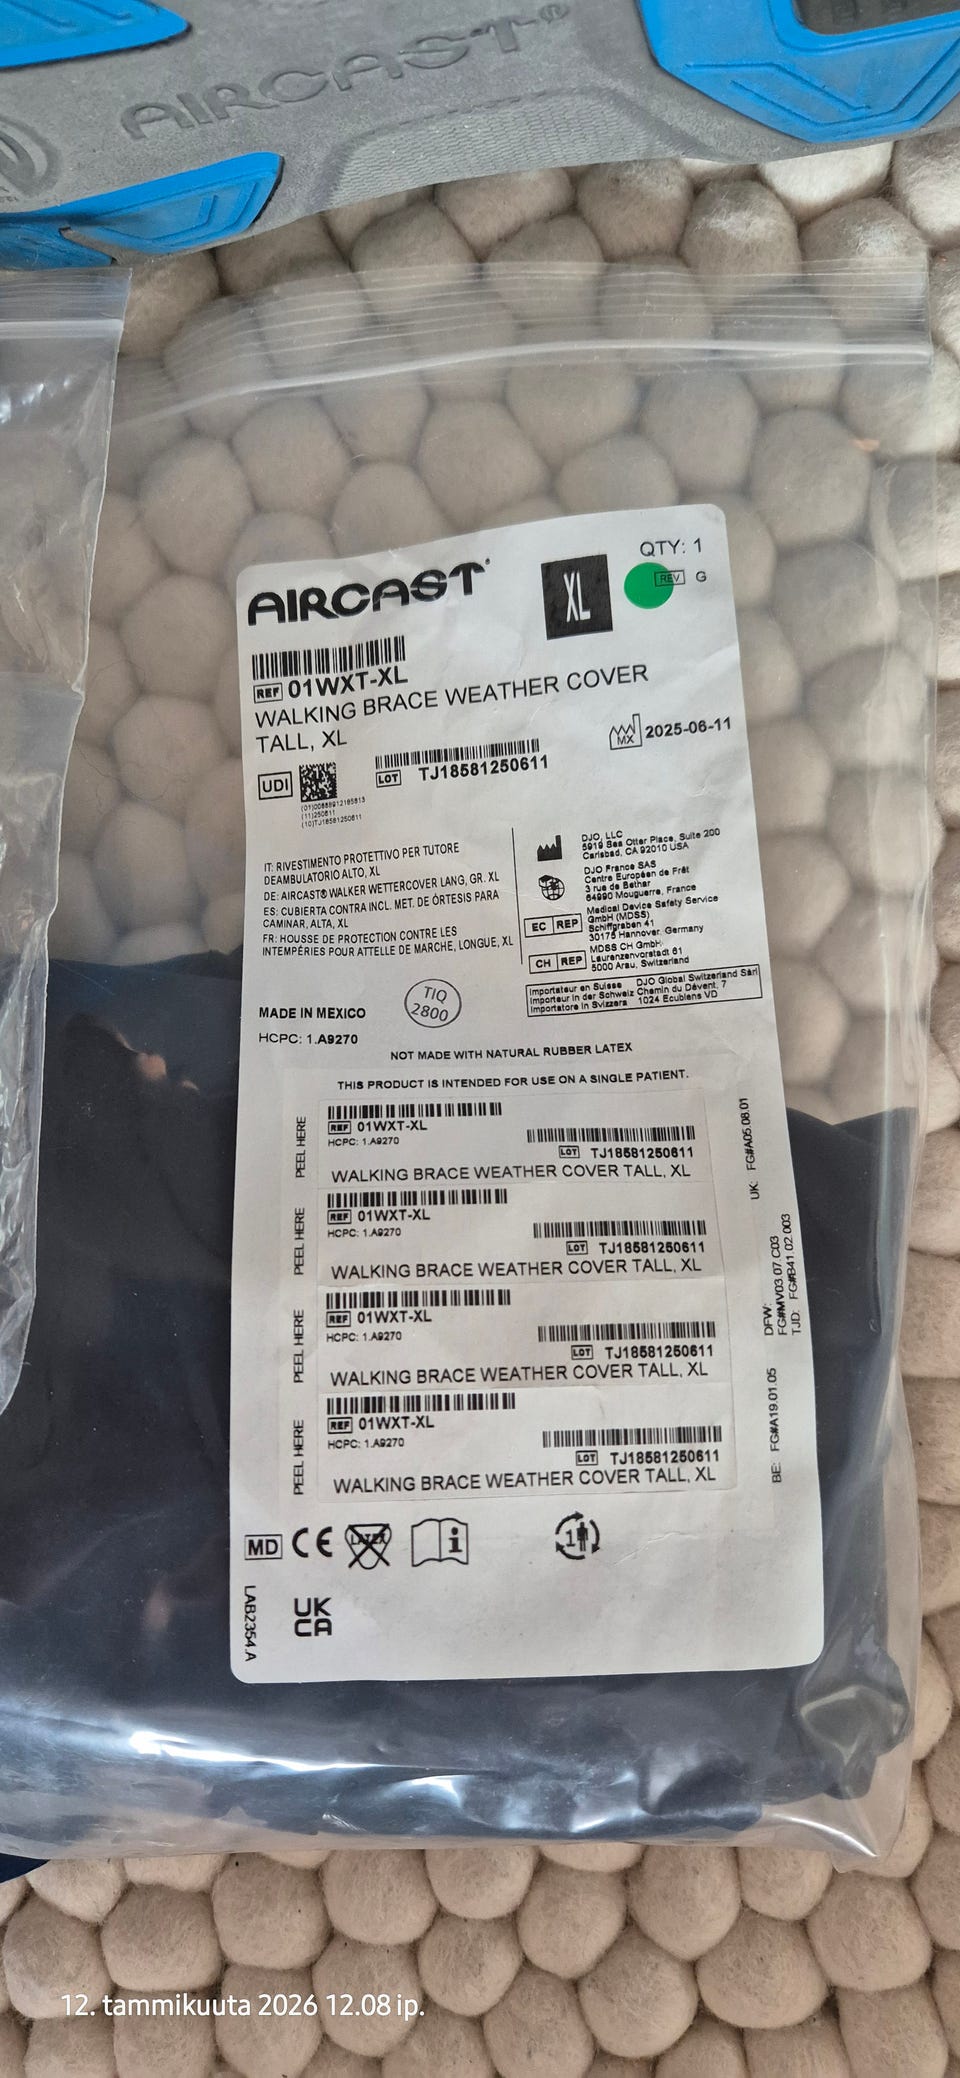 AIRCAST®
AIRCAST
XL
QTY: 1
REV G
REF 01WXT-XL
WALKING BRACE WEATHER COVER
TALL, XL
MX 2025-06-11
UDI
LOT TJ18581250611
(11)250611
(10)TJ18581250611
IT: RIVESTIMENTO PROTETTIVO PER TUTORE
DEAMBULATORIO ALTO, XL
DE: AIRCAST® WALKER WETTERCOVER LANG, GR. XL
ES: CUBIERTA CONTRA INCL. MET. DE ÓRTESIS PARA
CAMINAR, ALTA, XL
FR: HOUSSE DE PROTECTION CONTRE LES
INTEMPÉRIES POUR ATTELLE DE MARCHE, LONGUE, XL
DJO, LLC
5919 Sea Otter Place, Suite 200
Carlsbad, CA 92010 USA
DJO France SAS
Centre Européen de Frêt
3 rue de Bethar
64990 Mouguerre, France
EC REP
Medical Device Safety Service
GmbH (MDSS)
Schiffgraben 41
30175 Hannover, Germany
CH REP
MDSS CH GmbH
Laurenzenvorstadt 61
5000 Arau, Switzerland
Importateur en Suisse DJO Global Switzerland Sàrl
Importeur in der Schweiz Chemin du Dévent, 7
Importatore in Svizzera 1024 Ecublens VD
MADE IN MEXICO
TIQ
2800
HCPC: 1.A9270
NOT MADE WITH NATURAL RUBBER LATEX
THIS PRODUCT IS INTENDED FOR USE ON A SINGLE PATIENT.
PEEL HERE
REF 01WXT-XL
HCPC: 1.A9270
LOT TJ18581250611
WALKING BRACE WEATHER COVER TALL, XL
PEEL HERE
REF 01WXT-XL
HCPC: 1.A9270
LOT TJ18581250611
WALKING BRACE WEATHER COVER TALL, XL
PEEL HERE
REF 01WXT-XL
HCPC: 1.A9270
LOT TJ18581250611
WALKING BRACE WEATHER COVER TALL, XL
PEEL HERE
REF 01WXT-XL
HCPC: 1.A9270
LOT TJ18581250611
WALKING BRACE WEATHER COVER TALL, XL
UK: FG#A05.08.01
DFW:
FG#MV03.07.C03
TJD: FG#B41.02.003
BE: FG#A19.01.05
MD CE LATEX i 1
LAB2354.A
UK
CA
12. tammikuuta 2026 12.08 ip.